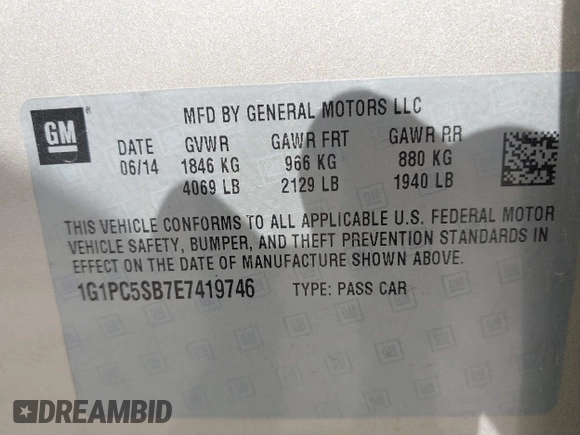 GM
MFD BY GENERAL MOTORS LLC
DATE GVWR GAWR FRT GAWR RR
06/14 1846 KG 966 KG 880 KG
4069 LB 2129 LB 1940 LB
THIS VEHICLE CONFORMS TO ALL APPLICABLE U.S. FEDERAL MOTOR
VEHICLE SAFETY, BUMPER, AND THEFT PREVENTION STANDARDS IN
EFFECT ON THE DATE OF MANUFACTURE SHOWN ABOVE.
1G1PC5SB7E7419746 TYPE: PASS CAR
DREAMBID